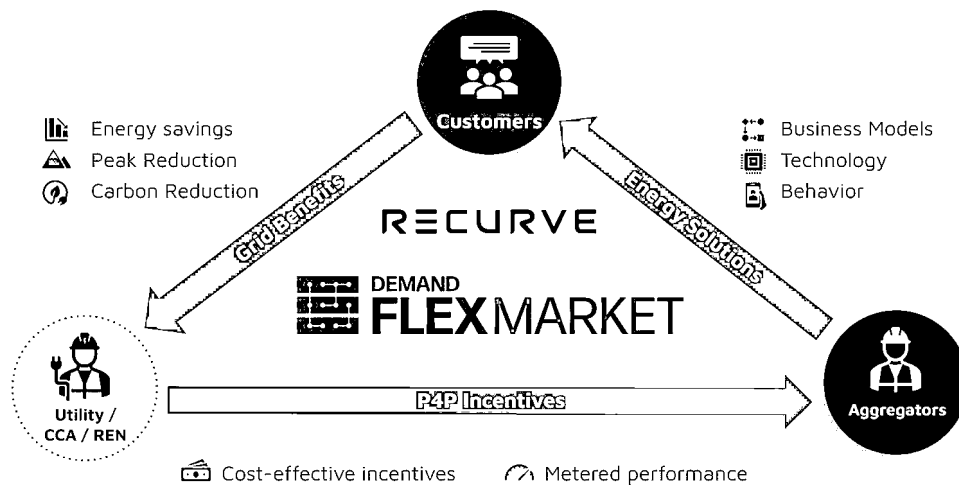 Customers
Energy savings
Peak Reduction
Carbon Reduction
Business Models
Technology
Behavior
Grid Benefits
Energy Solutions
RECURVE
DEMAND
FLEXMARKET
Utility /
CCA / REN
P4P Incentives
Aggregators
Cost-effective incentives
Metered performance